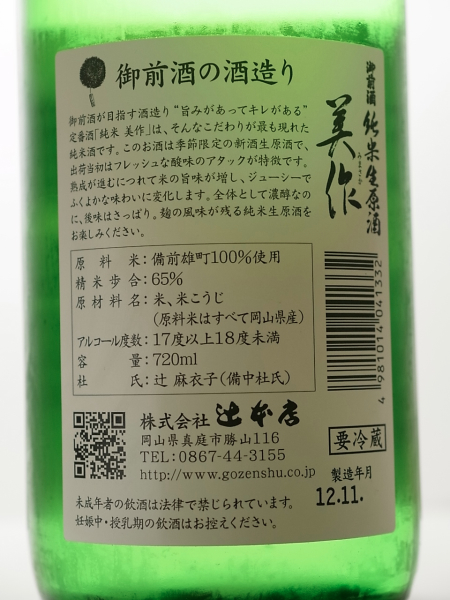 御前酒の酒造り
御前酒が目指す酒造り“旨みがあってキレがある”
定番酒「純米 美作」は、そんなこだわりが最も現れた
純米酒です。このお酒は季節限定の新酒生原酒で、
出荷当初はフレッシュな酸味のアタックが特徴です。
熟成が進むにつれて米の旨味が増し、ジューシーで
ふくよかな味わいに変化します。全体として濃醇なの
に、後味はさっぱり。麹の風味が残る純米生原酒を
お楽しみください。
原料米:備前雄町100%使用
精米歩合:65%
原材料名:米、米こうじ
(原料米はすべて岡山県産)
アルコール度数:17度以上18度未満
容量:720ml
杜氏:辻 麻衣子(備中杜氏)
株式会社 辻本店
岡山県真庭市勝山116
TEL:0867-44-3155
http://www.gozenshu.co.jp
未成年者の飲酒は法律で禁じられています。
妊娠中・授乳期の飲酒はお控えください。
御前酒 純米生原酒
美作
みまさか
4 981014 041332
要冷蔵
製造年月
12.11.